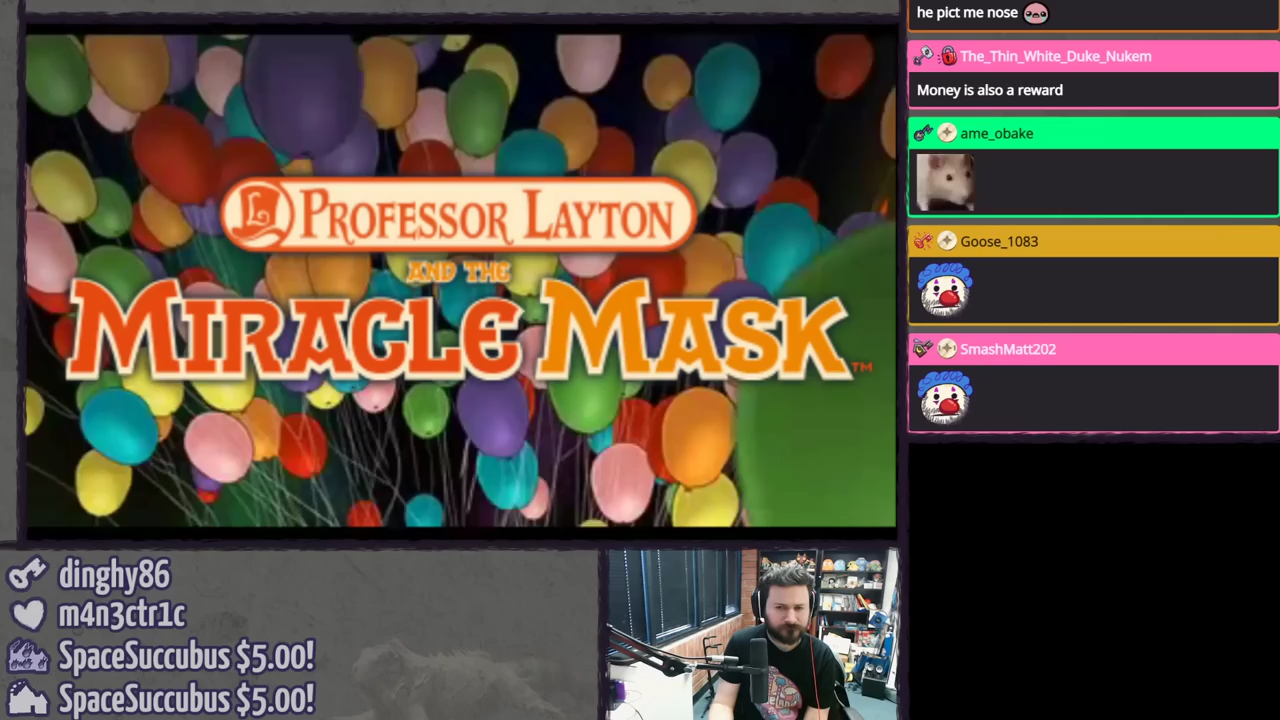 PROFESSOR LAYTON
AND THE
MIRACLE MASK™
he pict me nose
The_Thin_White_Duke_Nukem
Money is also a reward
ame_obake
Goose_1083
SmashMatt202
dinghy86
m4n3ctr1c
SpaceSuccubus $5.00!
SpaceSuccubus $5.00!